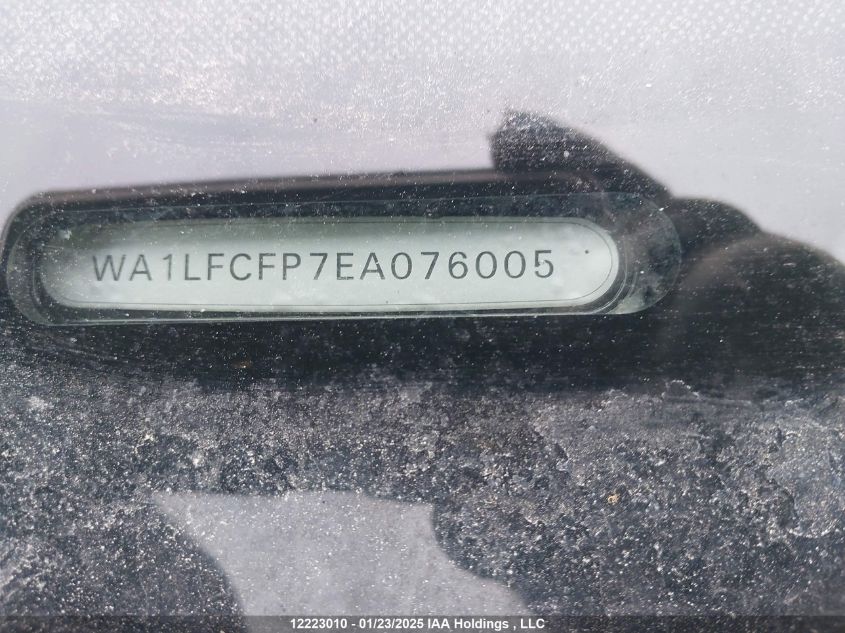 WA1LFCFP7EA076005
12223010 - 01/23/2025 IAA Holdings , LLC